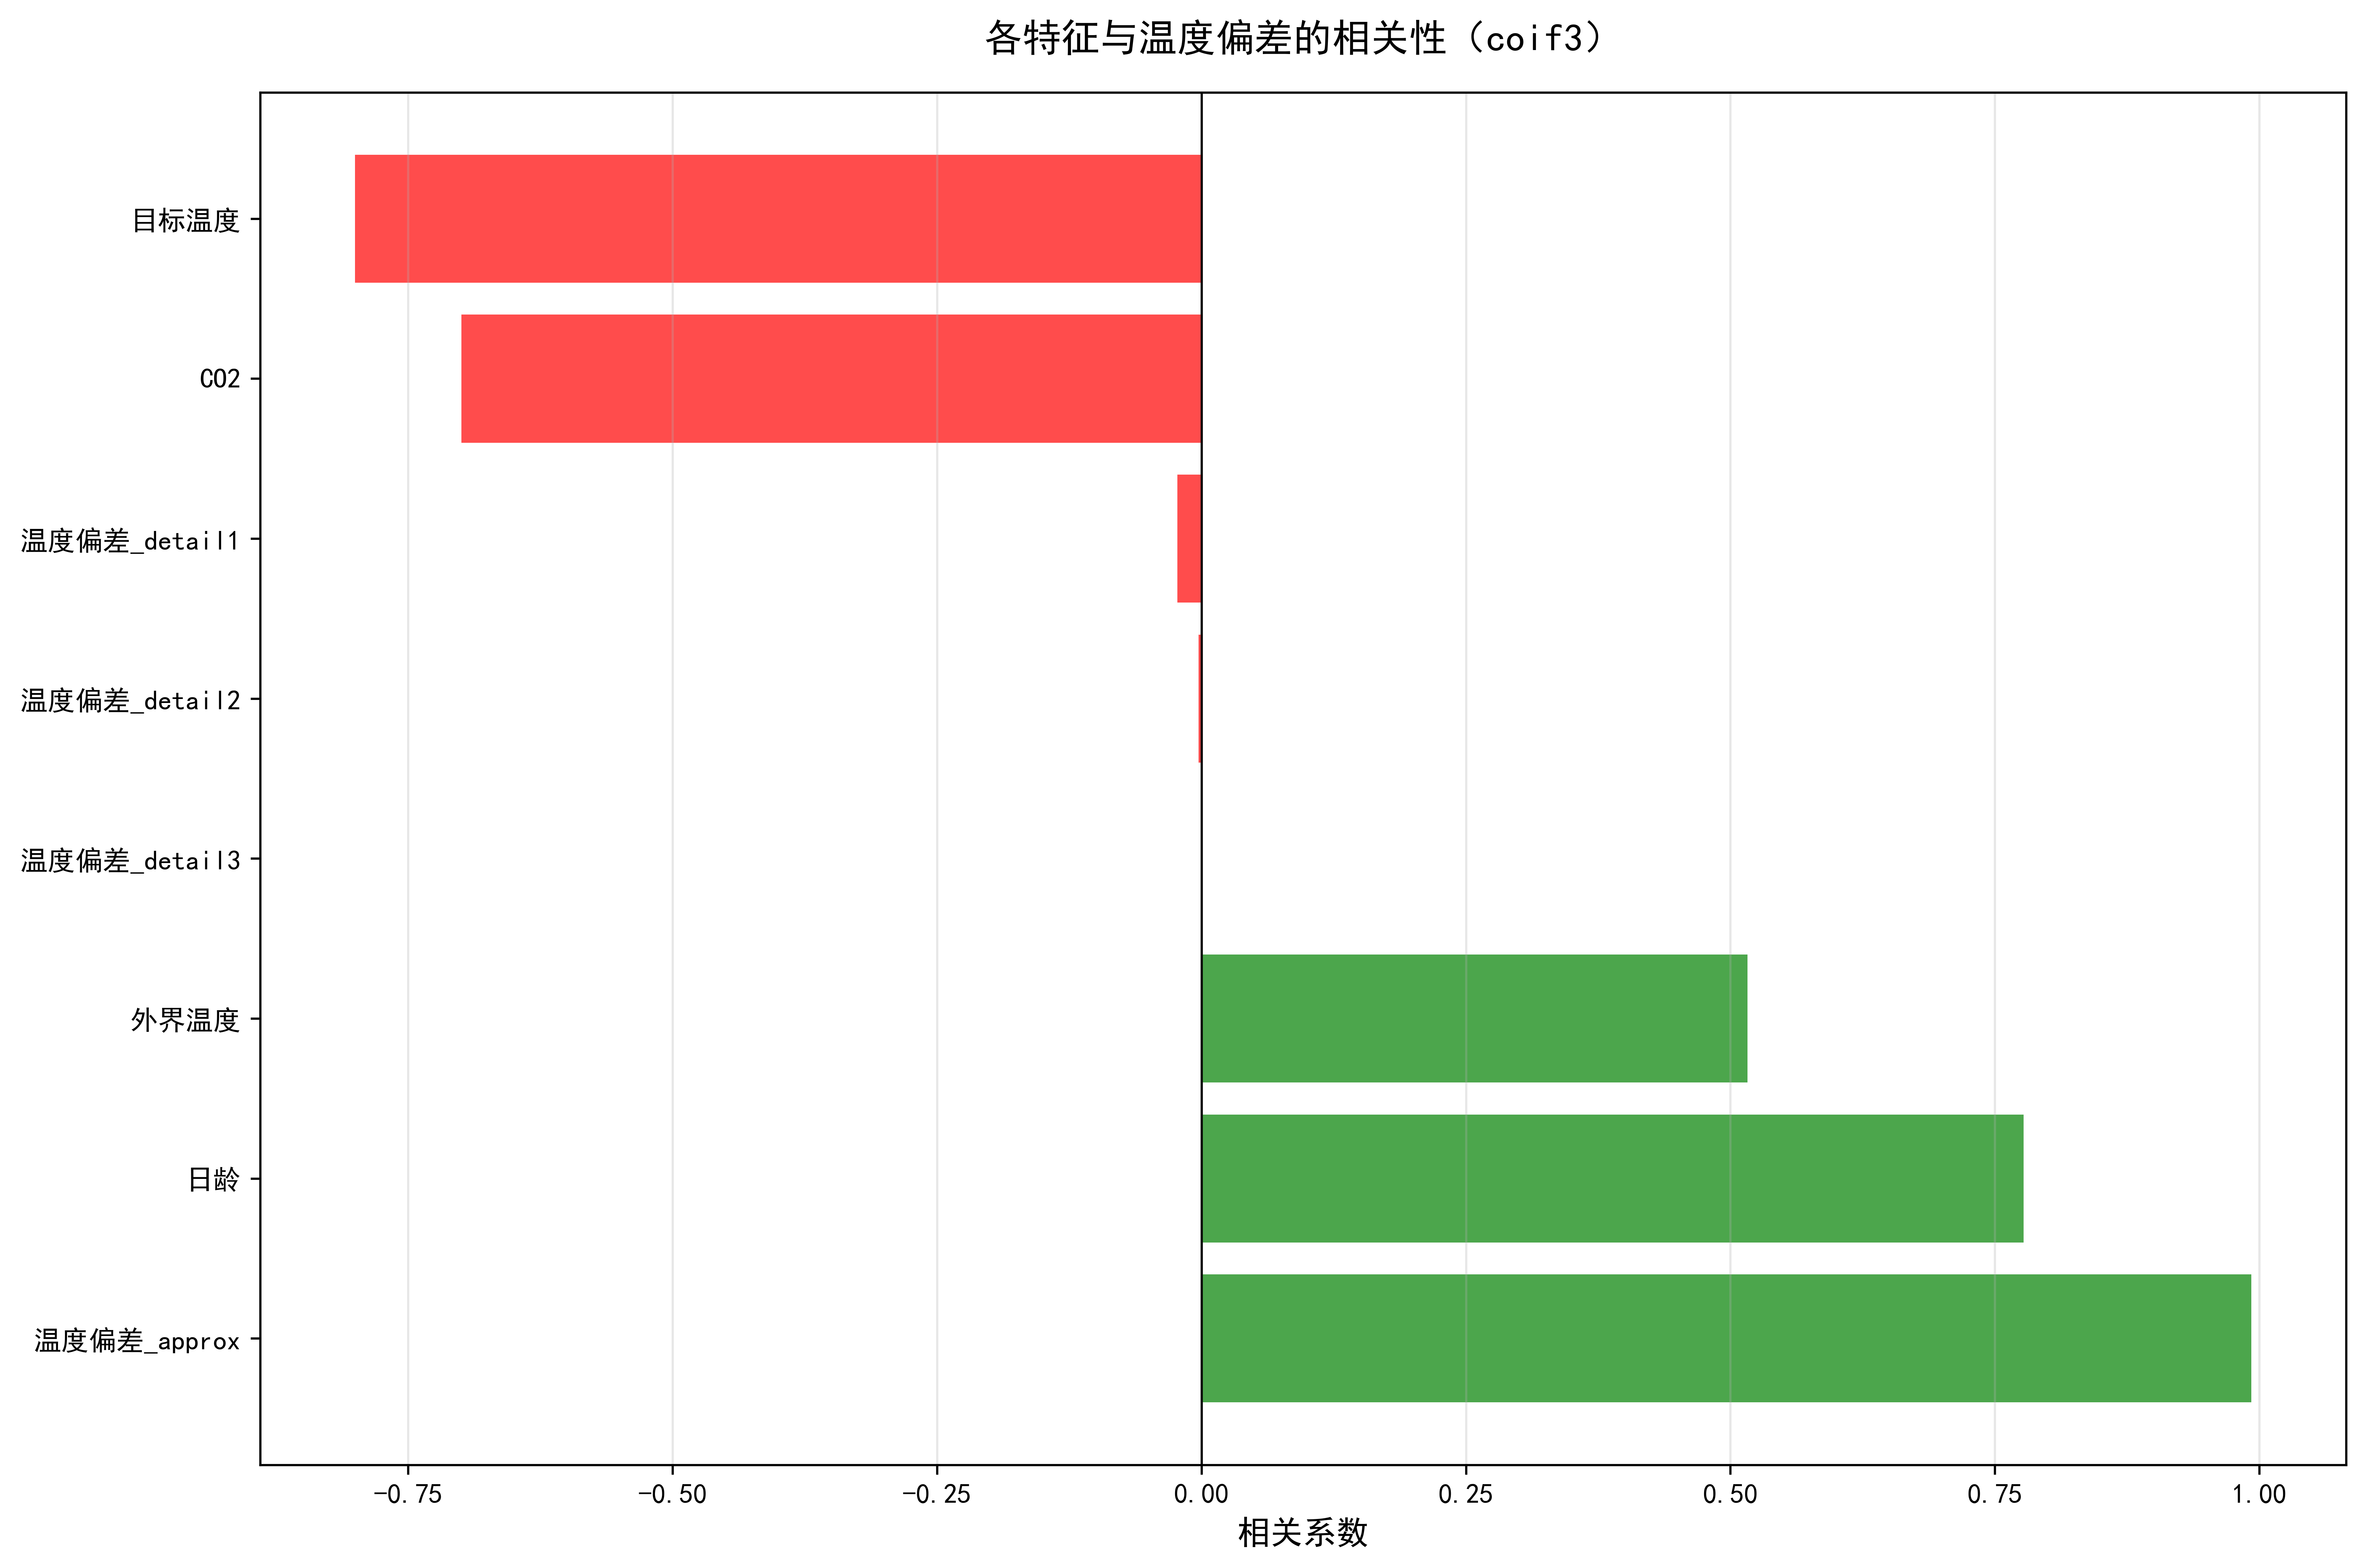 各特征与温度偏差的相关性 (coif3)
目标温度
CO2
温度偏差_detail1
温度偏差_detail2
温度偏差_detail3
外界温度
日龄
温度偏差_approx
−0.75 −0.50 −0.25 0.00 0.25 0.50 0.75 1.00
相关系数